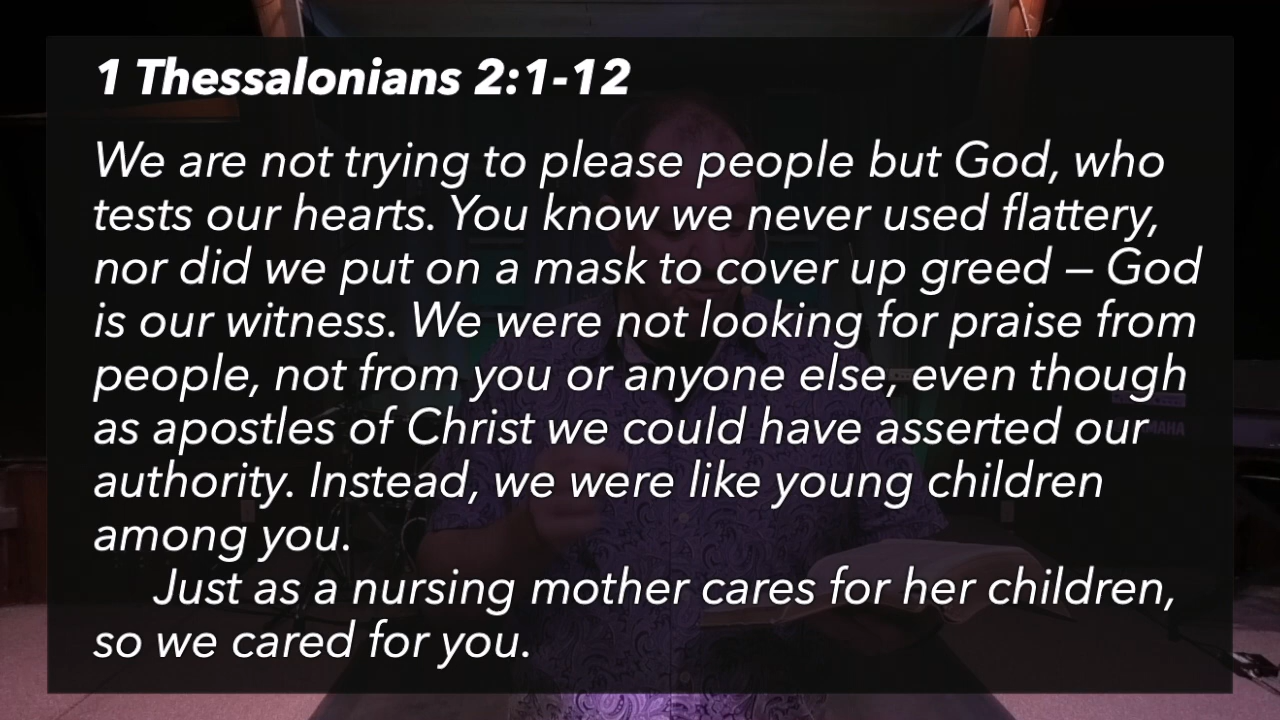 1 Thessalonians 2:1-12
We are not trying to please people but God, who
tests our hearts. You know we never used flattery,
nor did we put on a mask to cover up greed – God
is our witness. We were not looking for praise from
people, not from you or anyone else, even though
as apostles of Christ we could have asserted our
authority. Instead, we were like young children
among you.
Just as a nursing mother cares for her children,
so we cared for you.